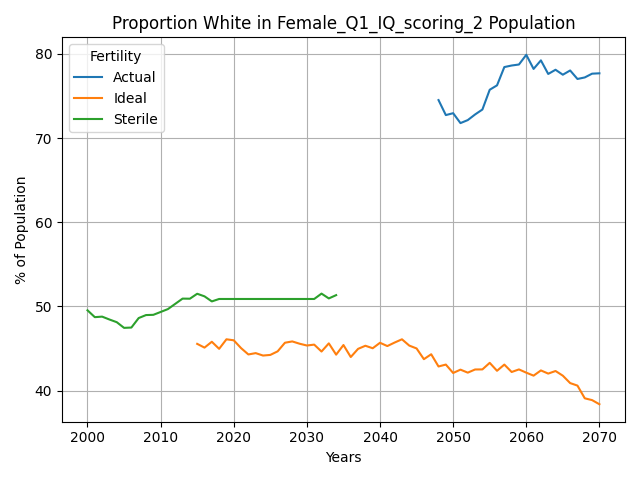 Proportion White in Female_Q1_IQ_scoring_2 Population
Fertility
Actual
Ideal
Sterile
% of Population
80
70
60
50
40
2000 2010 2020 2030 2040 2050 2060 2070
Years